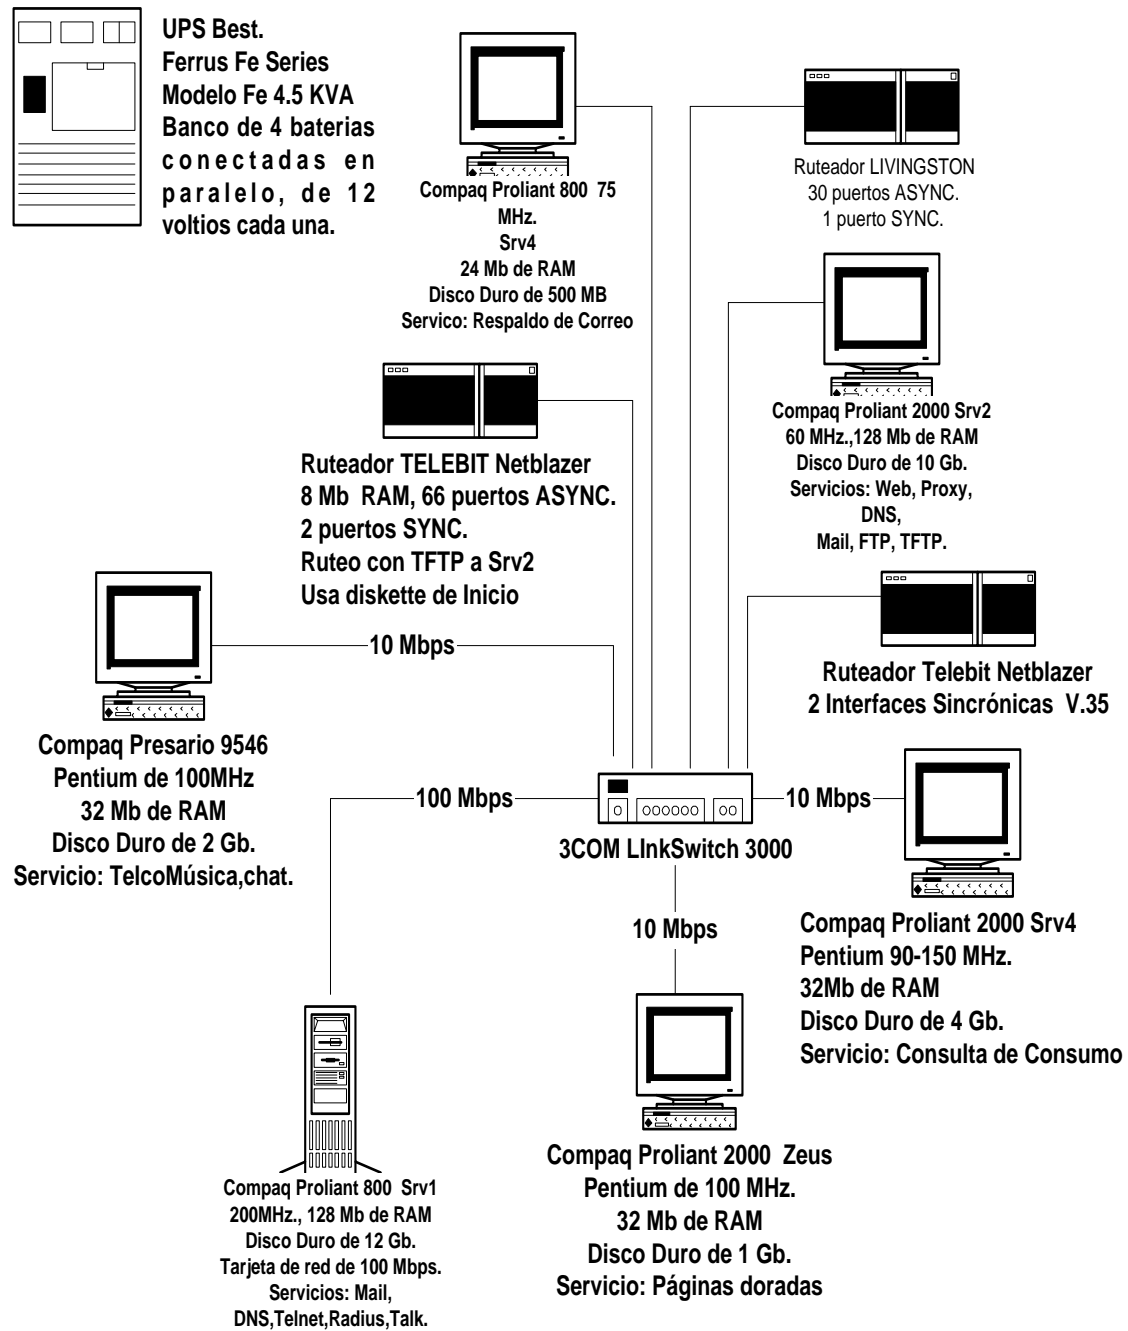 UPS Best.
Ferrus Fe Series
Modelo Fe 4.5 KVA
Banco de 4 baterias
conectadas en
paralelo, de 12
voltios cada una.
Compaq Proliant 800 75
MHz.
Srv4
24 Mb de RAM
Disco Duro de 500 MB
Servico: Respaldo de Correo
Ruteador LIVINGSTON
30 puertos ASYNC.
1 puerto SYNC.
Compaq Proliant 2000 Srv2
60 MHz.,128 Mb de RAM
Disco Duro de 10 Gb.
Servicios: Web, Proxy,
DNS,
Mail, FTP, TFTP.
Ruteador TELEBIT Netblazer
8 Mb RAM, 66 puertos ASYNC.
2 puertos SYNC.
Ruteo con TFTP a Srv2
Usa diskette de Inicio
10 Mbps
Ruteador Telebit Netblazer
2 Interfaces Sincrónicas V.35
Compaq Presario 9546
Pentium de 100MHz
32 Mb de RAM
Disco Duro de 2 Gb.
Servicio: TelcoMúsica,chat.
100 Mbps
10 Mbps
3COM LInkSwitch 3000
10 Mbps
Compaq Proliant 2000 Srv4
Pentium 90-150 MHz.
32Mb de RAM
Disco Duro de 4 Gb.
Servicio: Consulta de Consumo
Compaq Proliant 800 Srv1
200MHz., 128 Mb de RAM
Disco Duro de 12 Gb.
Tarjeta de red de 100 Mbps.
Servicios: Mail,
DNS,Telnet,Radius,Talk.
Compaq Proliant 2000 Zeus
Pentium de 100 MHz.
32 Mb de RAM
Disco Duro de 1 Gb.
Servicio: Páginas doradas